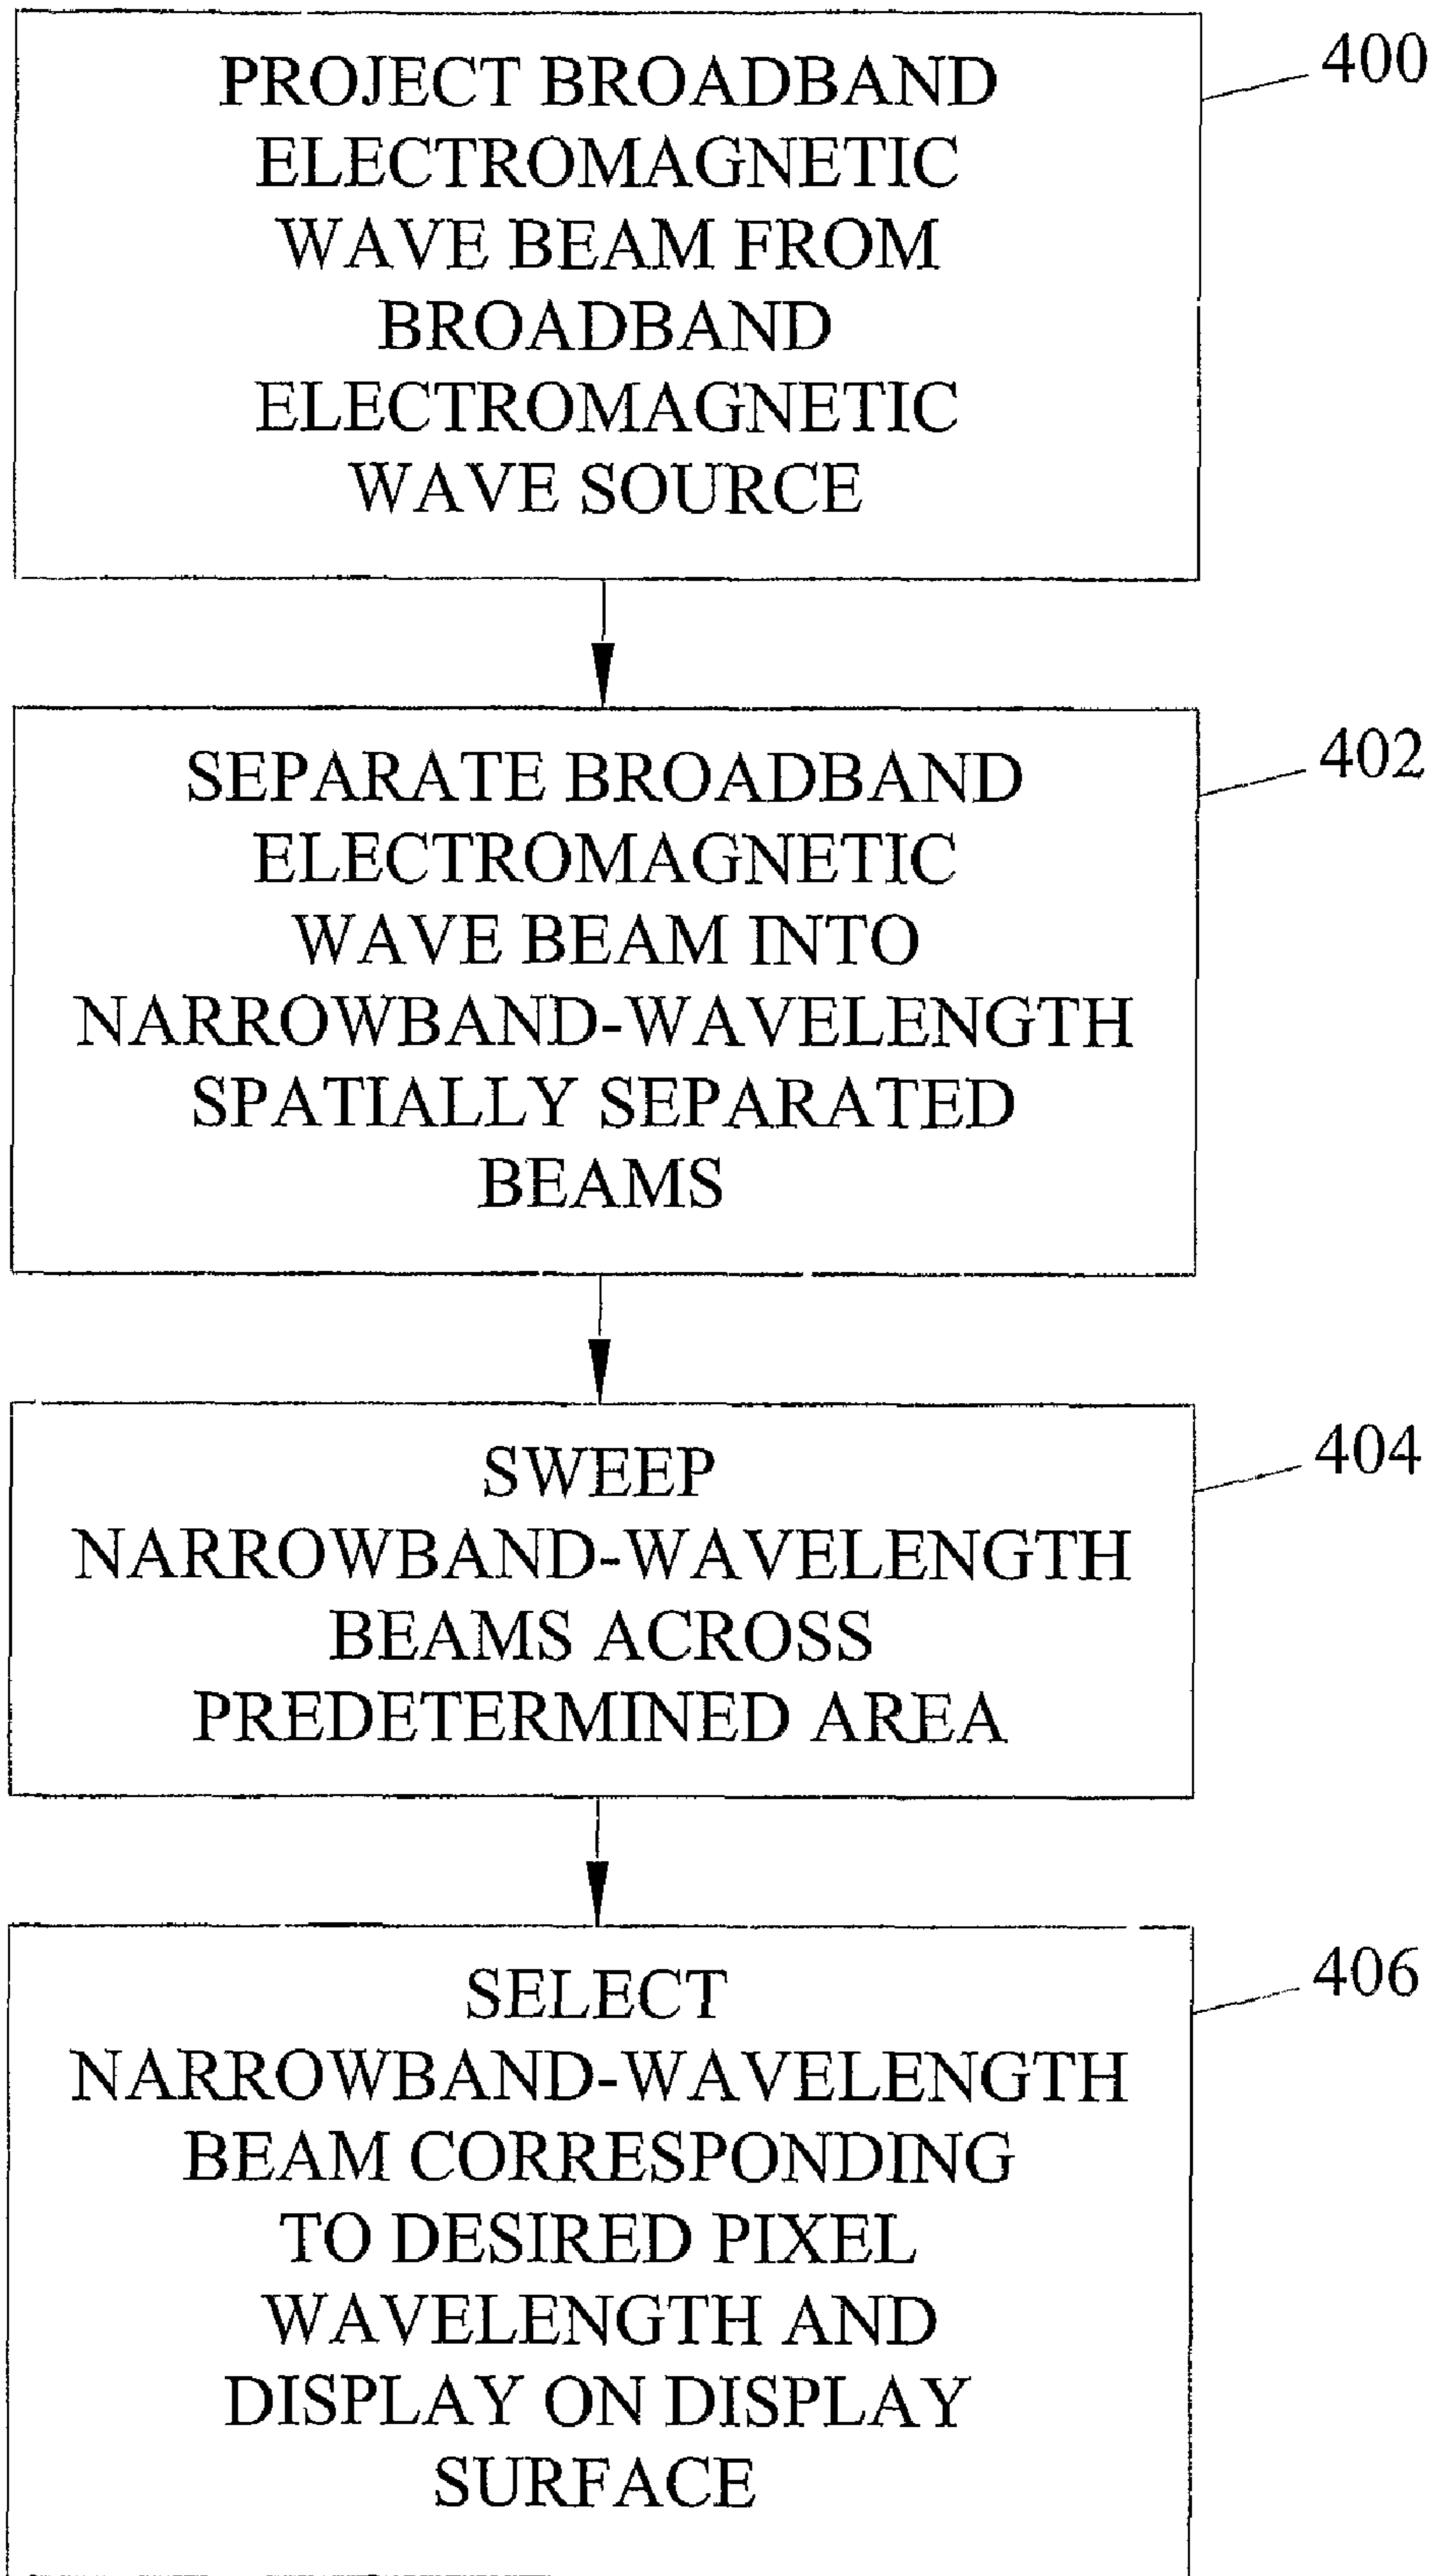 PROJECT BROADBAND
ELECTROMAGNETIC
WAVE BEAM FROM
BROADBAND
ELECTROMAGNETIC
WAVE SOURCE
400
SEPARATE BROADBAND
ELECTROMAGNETIC
WAVE BEAM INTO
NARROWBAND-WAVELENGTH
SPATIALLY SEPARATED
BEAMS
402
SWEEP
NARROWBAND-WAVELENGTH
BEAMS ACROSS
PREDETERMINED AREA
404
SELECT
NARROWBAND-WAVELENGTH
BEAM CORRESPONDING
TO DESIRED PIXEL
WAVELENGTH AND
DISPLAY ON DISPLAY
SURFACE
406